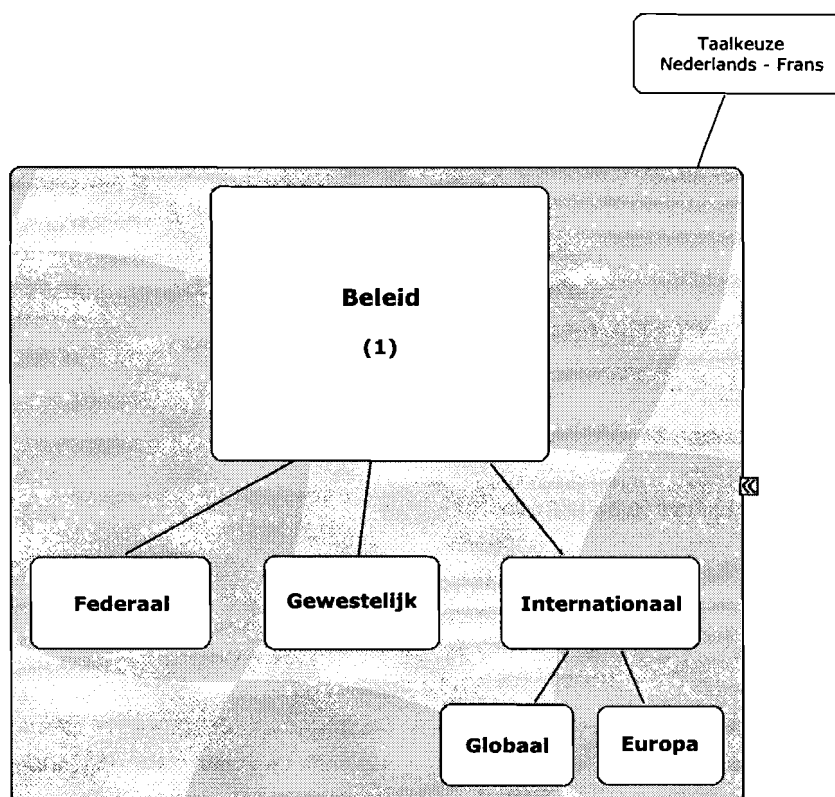 Taalkeuze
Nederlands - Frans
Beleid
(1)
Federaal
Gewestelijk
Internationaal
Globaal
Europa